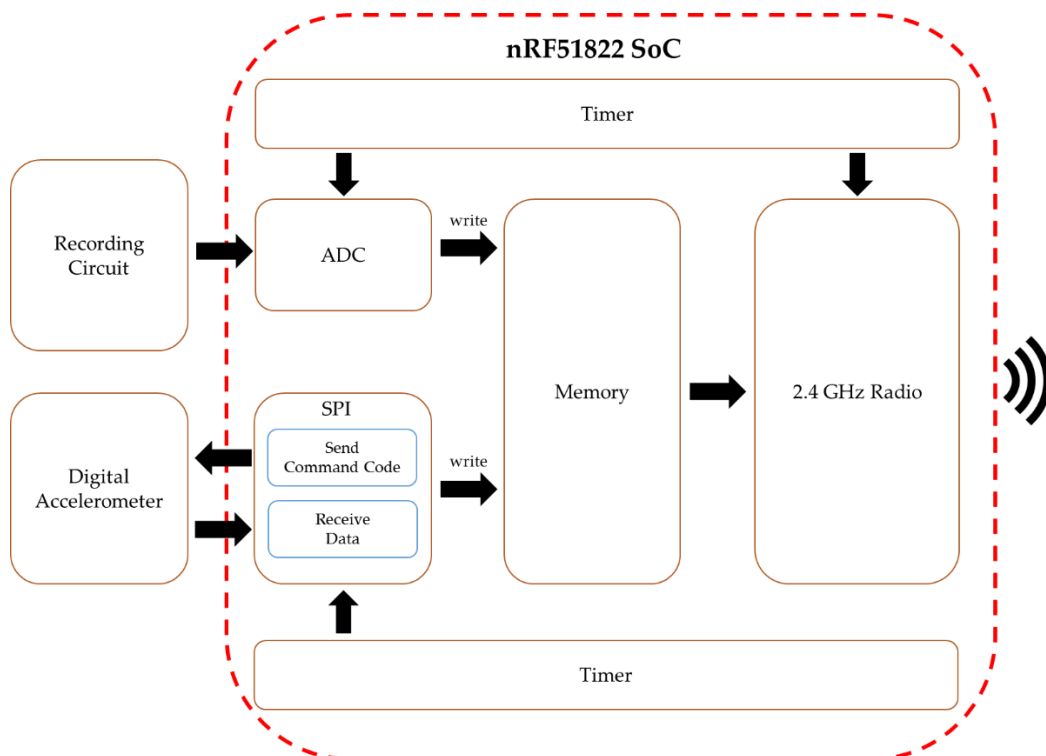 nRF51822 SoC
Timer
Recording
Circuit
ADC
write
Memory
2.4 GHz Radio
Digital
Accelerometer
SPI
Send
Command Code
Receive
Data
write
Timer